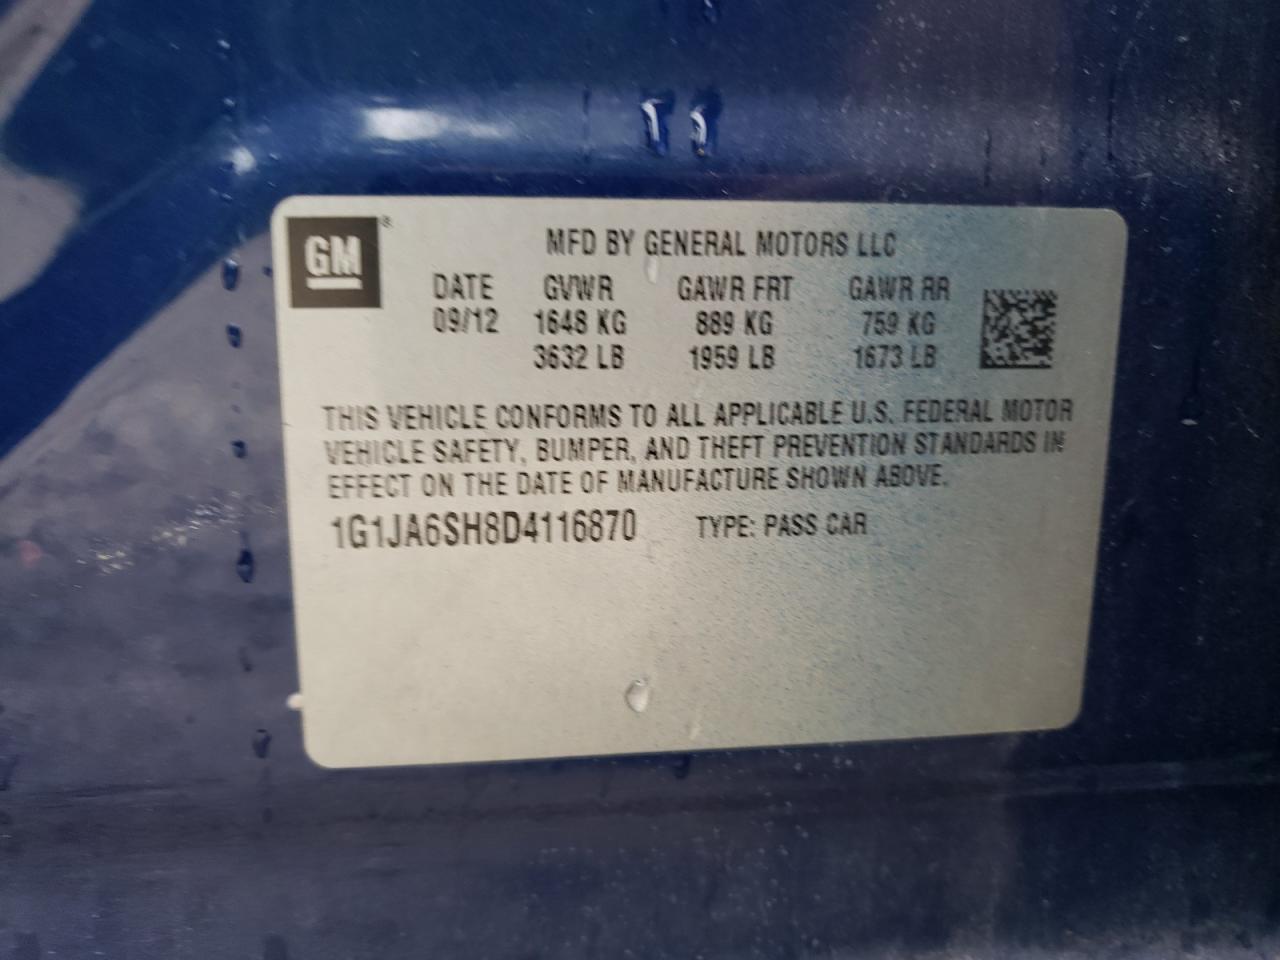 GM®
MFD BY GENERAL MOTORS LLC
DATE GVWR GAWR FRT GAWR RR
09/12 1648 KG 889 KG 759 KG
3632 LB 1959 LB 1673 LB
THIS VEHICLE CONFORMS TO ALL APPLICABLE U.S. FEDERAL MOTOR
VEHICLE SAFETY, BUMPER, AND THEFT PREVENTION STANDARDS IN
EFFECT ON THE DATE OF MANUFACTURE SHOWN ABOVE.
1G1JA6SH8D4116870 TYPE: PASS CAR